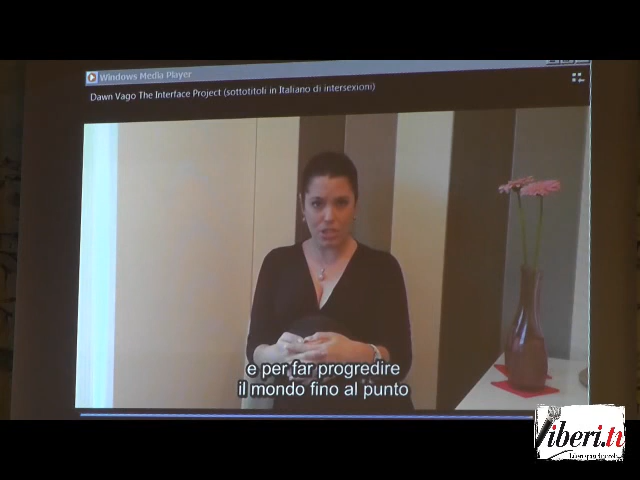 Windows Media Player
Dawn Vago The Interface Project (sottotitoli in Italiano di intersexioni)
e per far progredire
il mondo fino al punto
liberi.tv